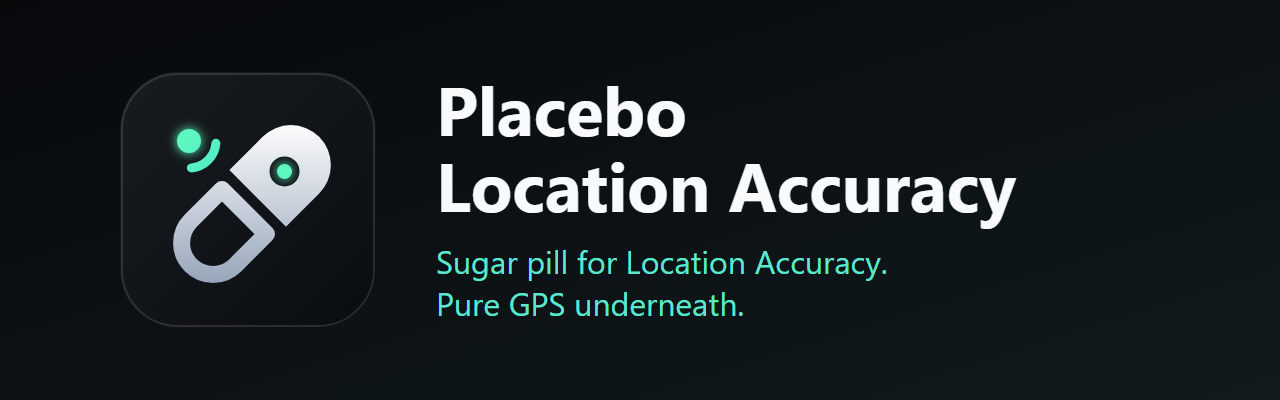 Placebo
Location Accuracy
Sugar pill for Location Accuracy.
Pure GPS underneath.